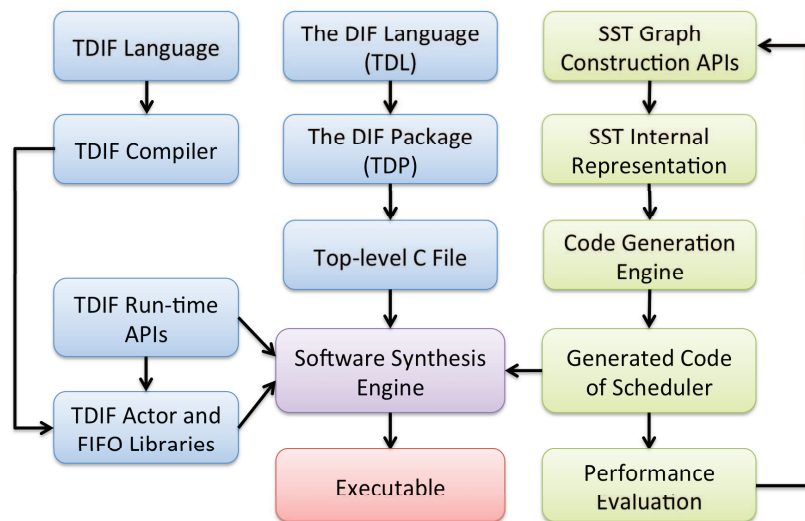 TDIF Language
TDIF Compiler
TDIF Run-time
APIs
TDIF Actor and
FIFO Libraries
The DIF Language
(TDL)
The DIF Package
(TDP)
Top-level C File
Software Synthesis
Engine
Executable
SST Graph
Construction APIs
SST Internal
Representation
Code Generation
Engine
Generated Code
of Scheduler
Performance
Evaluation